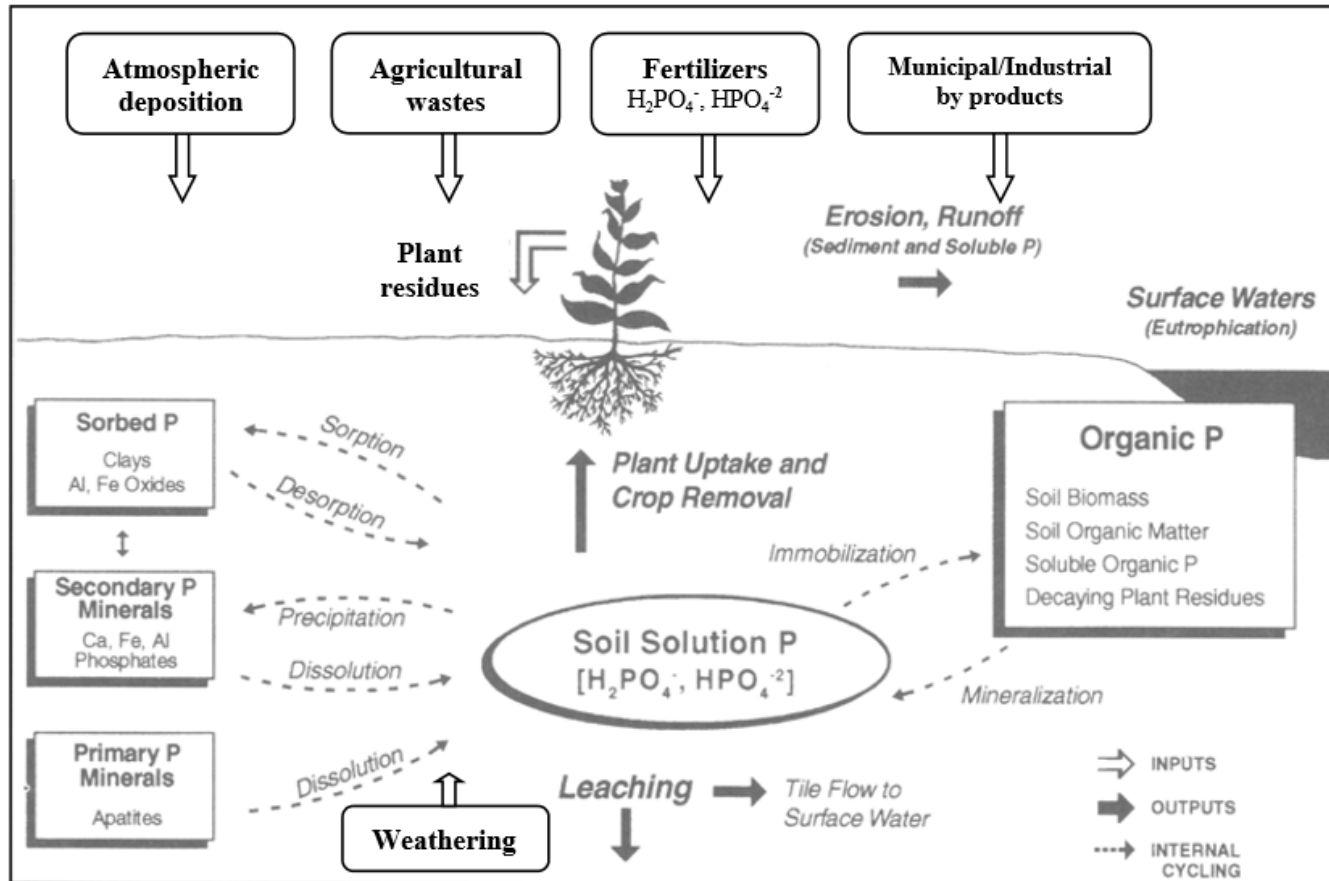 Atmospheric
deposition
Agricultural
wastes
Fertilizers
H₂PO₄⁻, HPO₄⁻²
Municipal/Industrial
by products
Plant
residues
Erosion, Runoff
(Sediment and Soluble P)
Surface Waters
(Eutrophication)
Sorbed P
Clays
Al, Fe Oxides
Sorption
Desorption
Plant Uptake and
Crop Removal
Organic P
Soil Biomass
Soil Organic Matter
Soluble Organic P
Decaying Plant Residues
Immobilization
Secondary P
Minerals
Ca, Fe, Al
Phosphates
Precipitation
Dissolution
Soil Solution P
[H₂PO₄⁻, HPO₄⁻²]
Mineralization
Primary P
Minerals
Apatites
Dissolution
Weathering
Leaching
Tile Flow to
Surface Water
INPUTS
OUTPUTS
INTERNAL
CYCLING